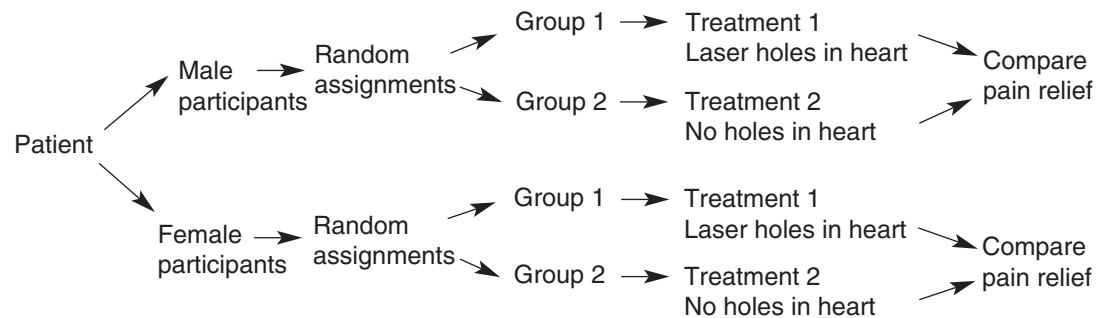 Patient
Male
participants
Random
assignments
Group 1
Treatment 1
Laser holes in heart
Group 2
Treatment 2
No holes in heart
Compare
pain relief
Female
participants
Random
assignments
Group 1
Treatment 1
Laser holes in heart
Group 2
Treatment 2
No holes in heart
Compare
pain relief